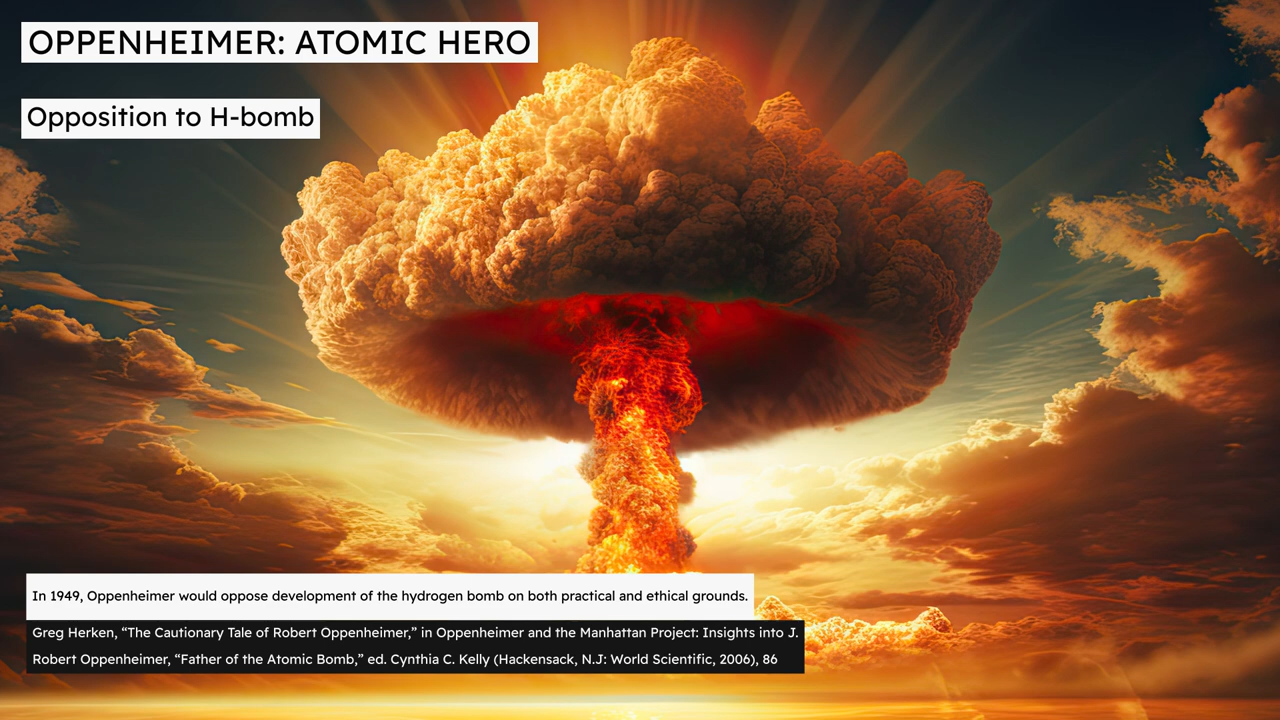 OPPENHEIMER: ATOMIC HERO
Opposition to H-bomb
In 1949, Oppenheimer would oppose development of the hydrogen bomb on both practical and ethical grounds.
Greg Herken, “The Cautionary Tale of Robert Oppenheimer,” in Oppenheimer and the Manhattan Project: Insights into J.
Robert Oppenheimer, “Father of the Atomic Bomb,” ed. Cynthia C. Kelly (Hackensack, N.J: World Scientific, 2006), 86